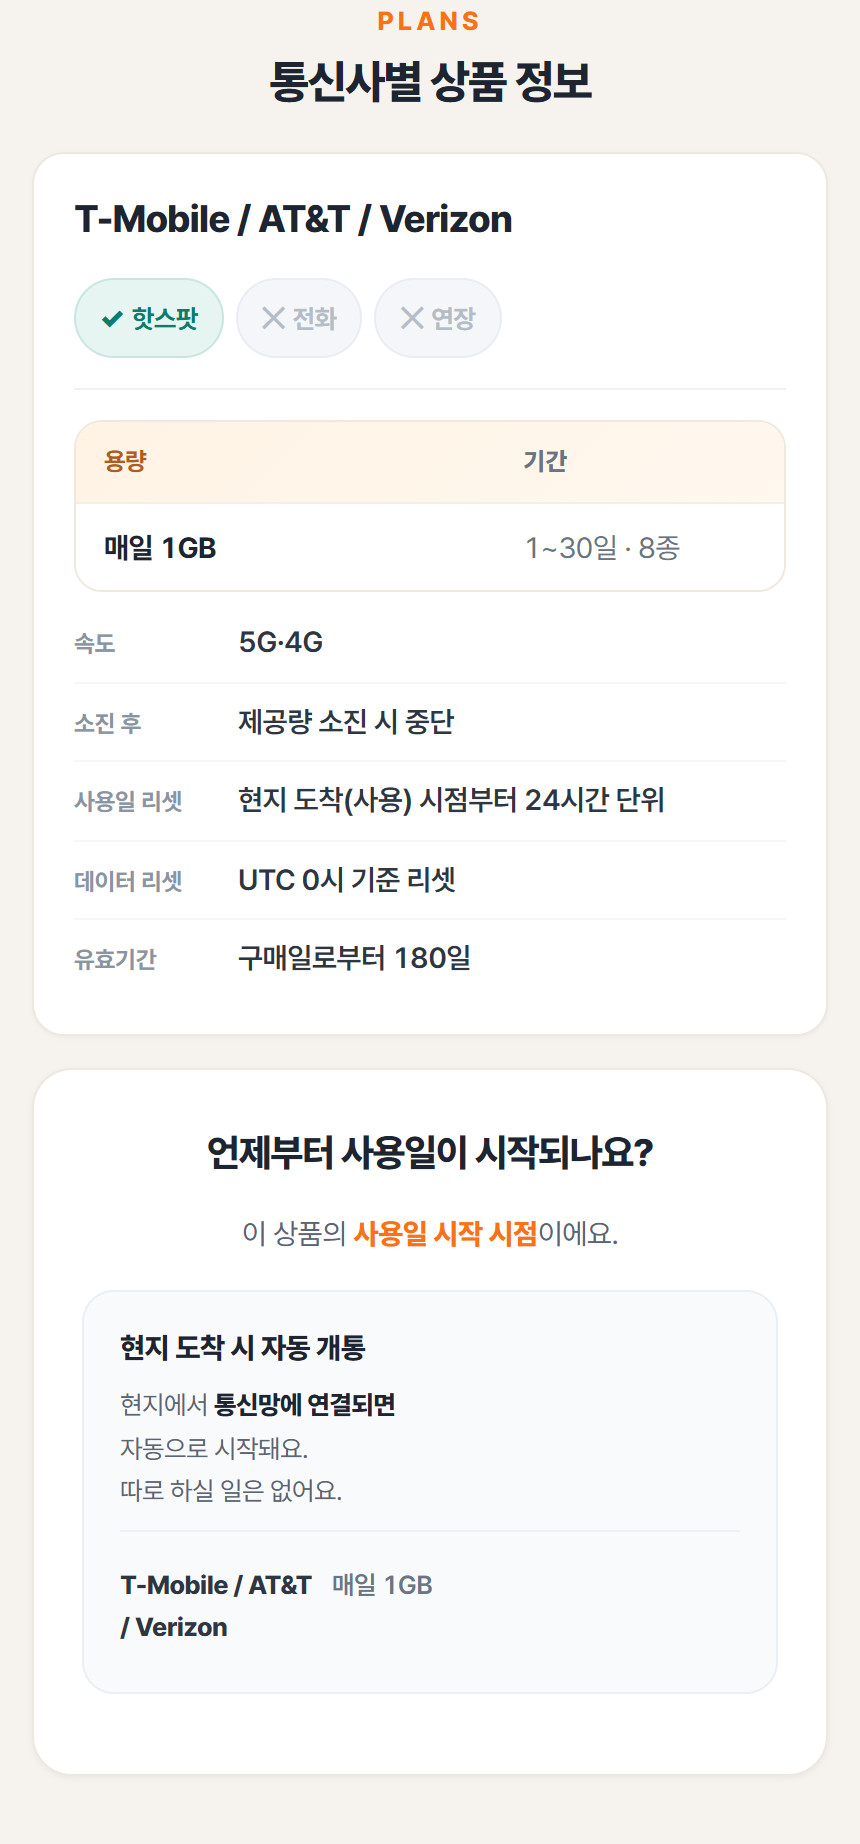 PLANS
통신사별 상품 정보
T-Mobile / AT&T / Verizon
✓ 핫스팟 ✕ 전화 ✕ 연장
용량 기간
매일 1GB 1~30일 · 8종
속도 5G·4G
소진 후 제공량 소진 시 중단
사용일 리셋 현지 도착(사용) 시점부터 24시간 단위
데이터 리셋 UTC 0시 기준 리셋
유효기간 구매일로부터 180일
언제부터 사용일이 시작되나요?
이 상품의 사용일 시작 시점이에요.
현지 도착 시 자동 개통
현지에서 통신망에 연결되면
자동으로 시작돼요.
따로 하실 일은 없어요.
T-Mobile / AT&T 매일 1GB
/ Verizon